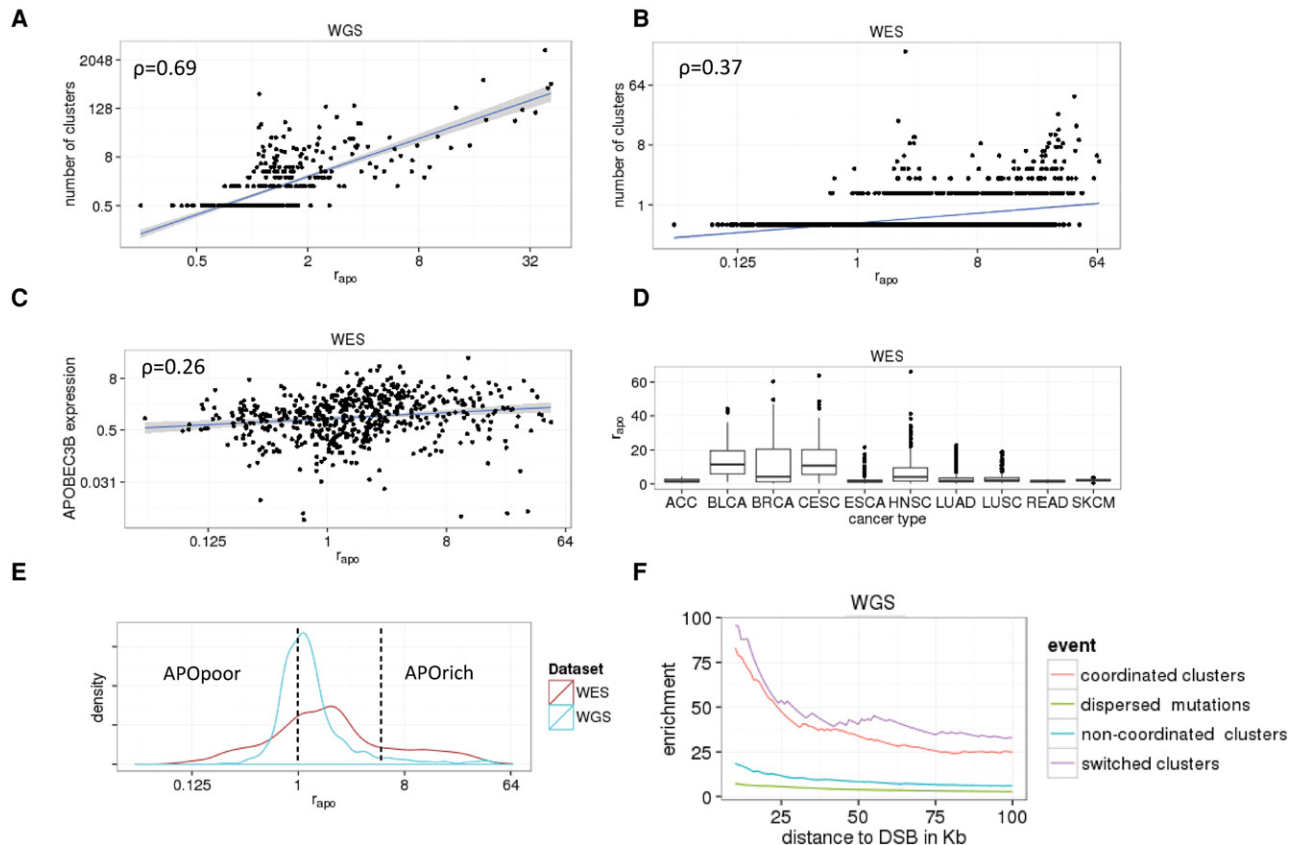 A
WGS
ρ=0.69
number of clusters
2048
128
8
0.5
0.5 2 8 32
r_apo
B
WES
ρ=0.37
number of clusters
64
8
1
0.125 1 8 64
r_apo
C
WES
ρ=0.26
APOBEC3B expression
8
0.5
0.031
0.125 1 8 64
r_apo
D
WES
r_apo
60
40
20
0
ACC BLCA BRCA CESC ESCA HNSC LUAD LUSC READ SKCM
cancer type
E
density
APOpoor APOrich
0.125 1 8 64
r_apo
Dataset
WES
WGS
F
WGS
enrichment
100
75
50
25
0
25 50 75 100
distance to DSB in Kb
event
coordinated clusters
dispersed mutations
non-coordinated clusters
switched clusters